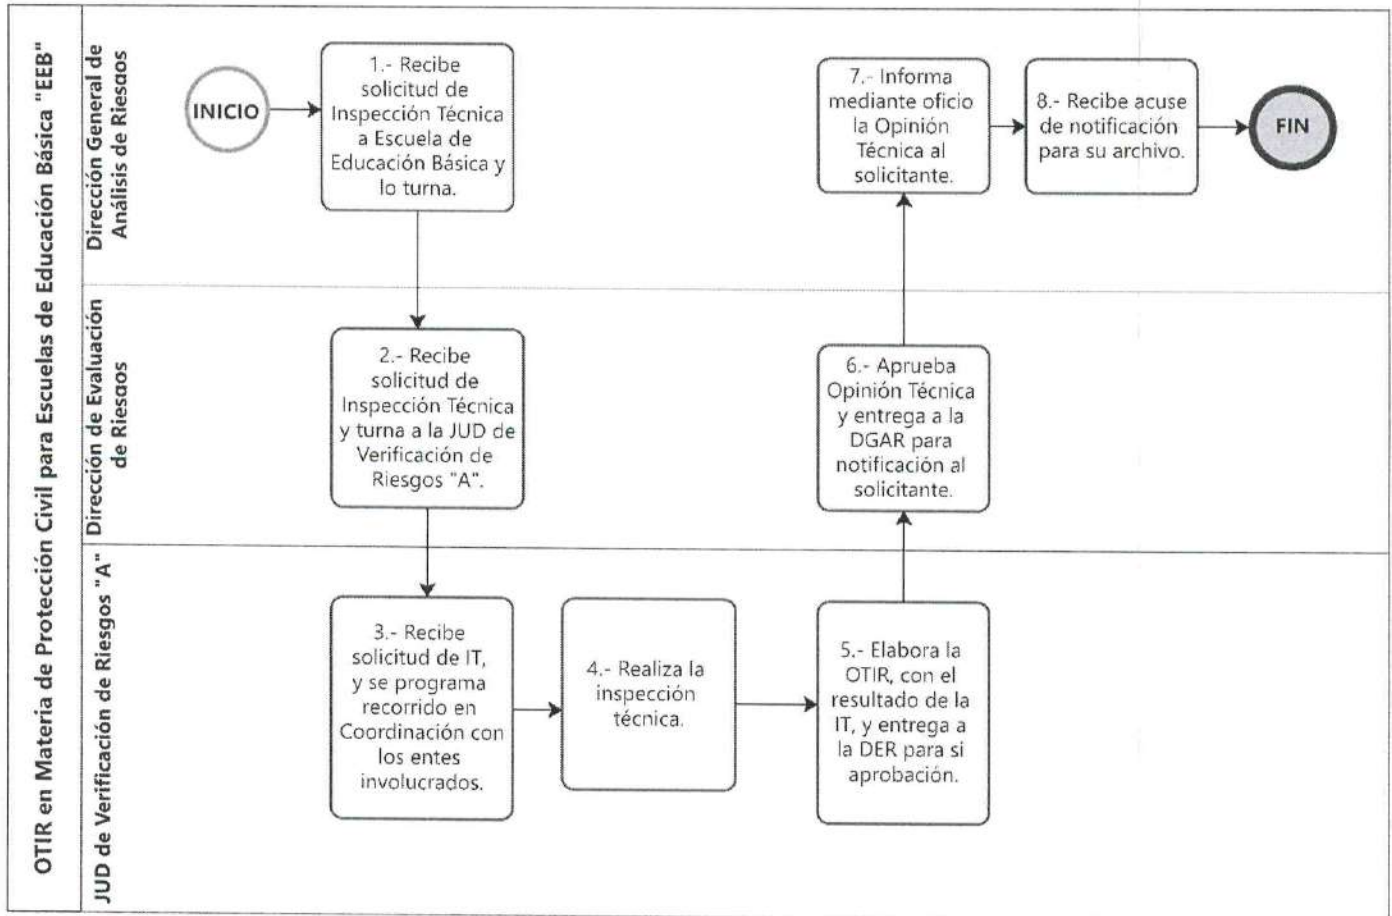 OTIR en Materia de Protección Civil para Escuelas de Educación Básica "EEB"
Dirección General de
Análisis de Riesgos
INICIO
1.- Recibe
solicitud de
Inspección Técnica
a Escuela de
Educación Básica y
lo turna.
7.- Informa
mediante oficio
la Opinión
Técnica al
solicitante.
8.- Recibe acuse
de notificación
para su archivo.
FIN
Dirección de Evaluación
de Riesgos
2.- Recibe
solicitud de
Inspección Técnica
y turna a la JUD de
Verificación de
Riesgos "A".
6.- Aprueba
Opinión Técnica
y entrega a la
DGAR para
notificación al
solicitante.
JUD de Verificación de Riesgos "A"
3.- Recibe
solicitud de IT,
y se programa
recorrido en
Coordinación con
los entes
involucrados.
4.- Realiza la
inspección
técnica.
5.- Elabora la
OTIR, con el
resultado de la
IT, y entrega a
la DER para si
aprobación.